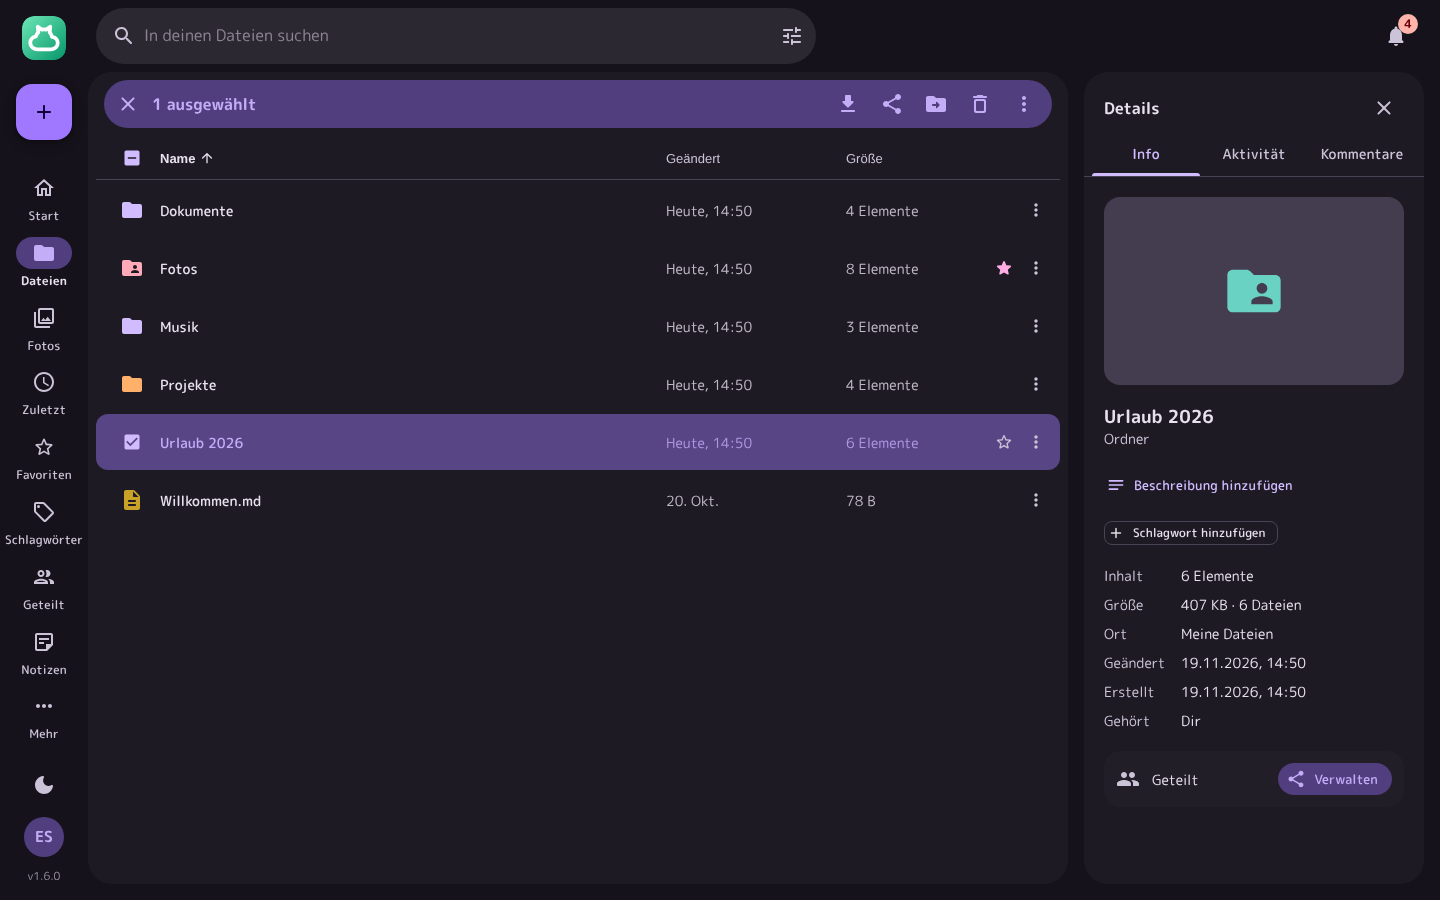 In deinen Dateien suchen
4
1 ausgewählt
Name
Geändert
Größe
Dokumente
Heute, 14:50
4 Elemente
Fotos
Heute, 14:50
8 Elemente
Musik
Heute, 14:50
3 Elemente
Projekte
Heute, 14:50
4 Elemente
Urlaub 2026
Heute, 14:50
6 Elemente
Willkommen.md
20. Okt.
78 B
Start
Dateien
Fotos
Zuletzt
Favoriten
Schlagwörter
Geteilt
Notizen
Mehr
ES
v1.6.0
Details
Info
Aktivität
Kommentare
Urlaub 2026
Ordner
Beschreibung hinzufügen
Schlagwort hinzufügen
Inhalt 6 Elemente
Größe 407 KB · 6 Dateien
Ort Meine Dateien
Geändert 19.11.2026, 14:50
Erstellt 19.11.2026, 14:50
Gehört Dir
Geteilt
Verwalten